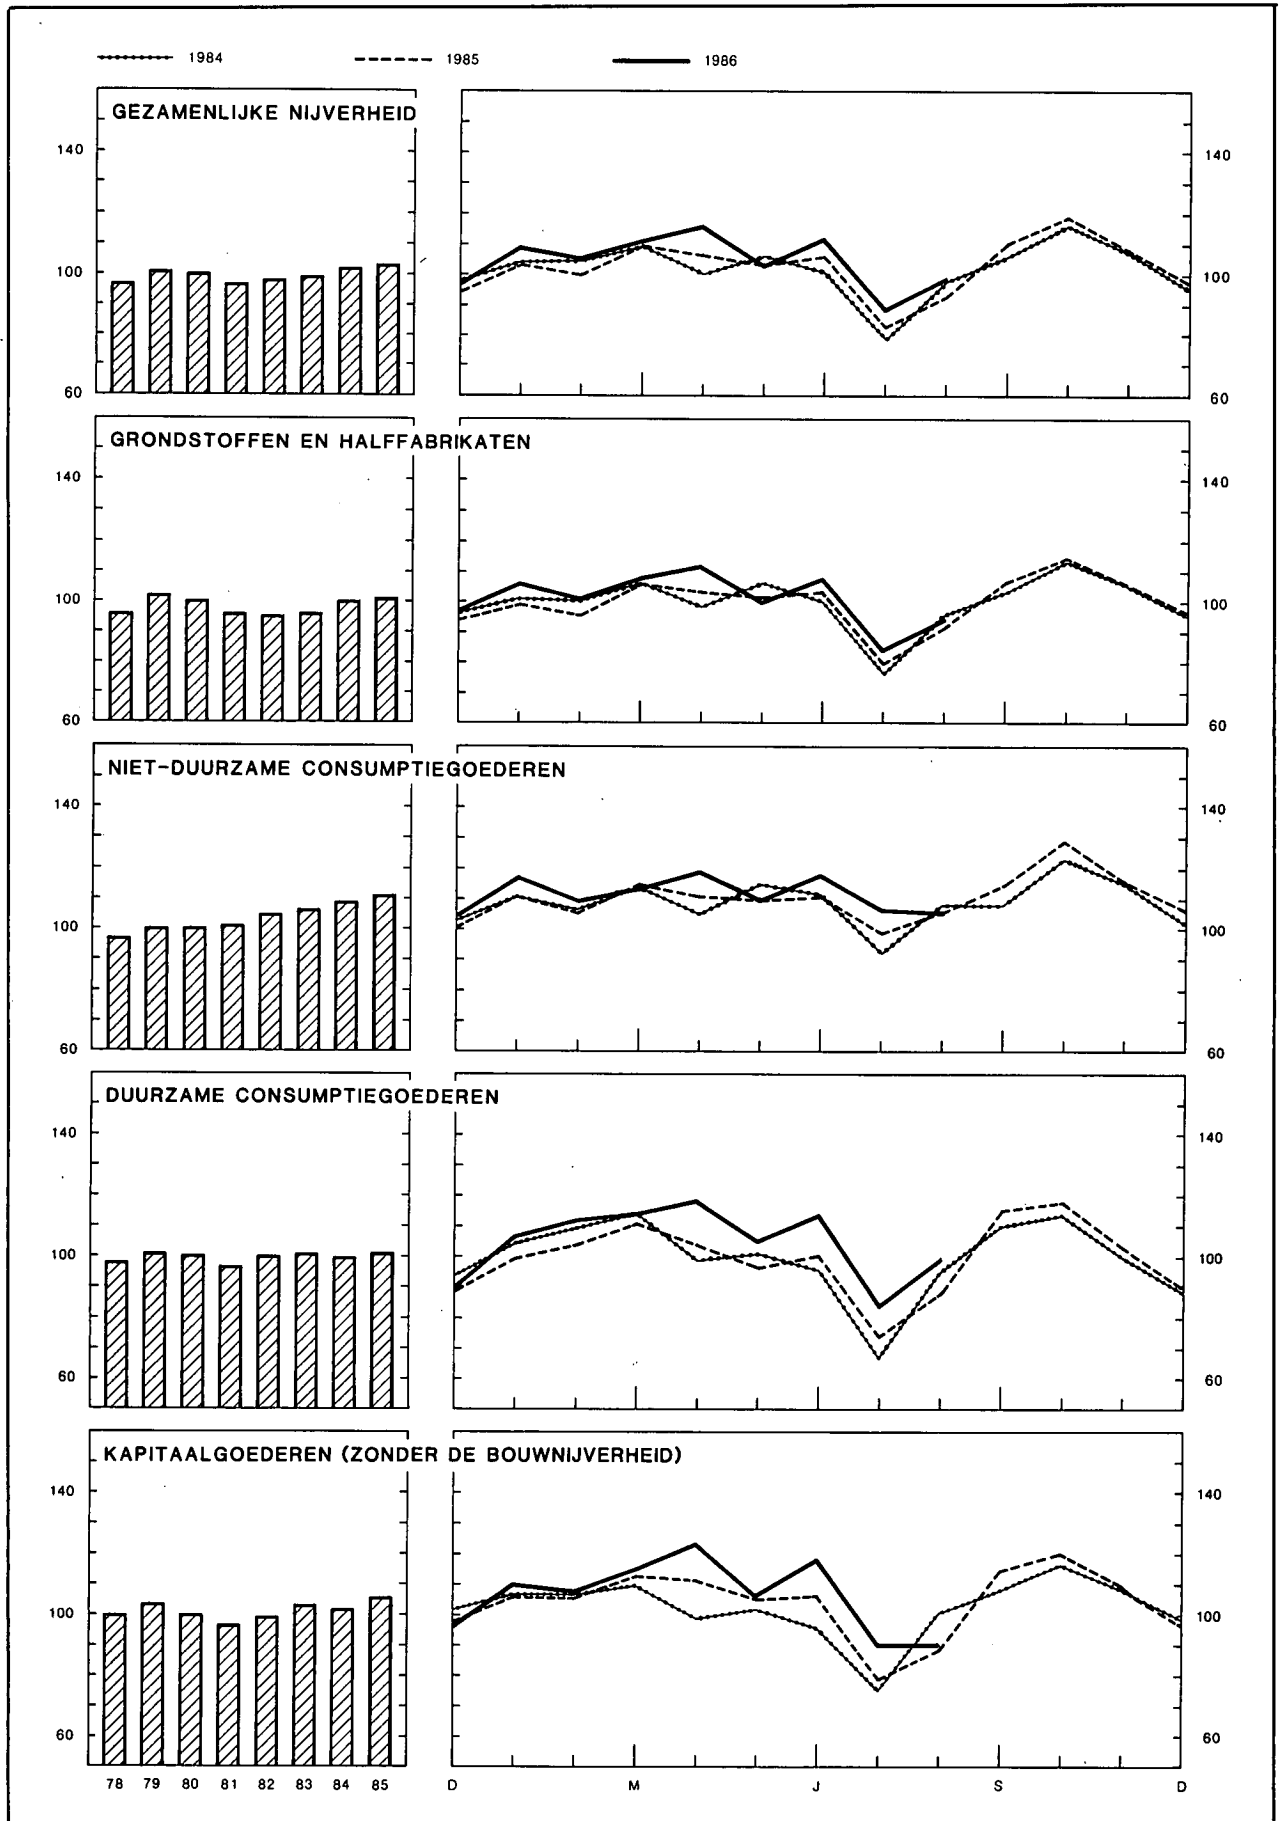 1984 1985 1986
GEZAMENLIJKE NIJVERHEID
140 140
100 100
60 60
GRONDSTOFFEN EN HALFFABRIKATEN
140 140
100 100
60 60
NIET-DUURZAME CONSUMPTIEGOEDEREN
140 140
100 100
60 60
DUURZAME CONSUMPTIEGOEDEREN
140 140
100 100
60 60
KAPITAALGOEDEREN (ZONDER DE BOUWNIJVERHEID)
140 140
100 100
60 60
78 79 80 81 82 83 84 85 D M J S D